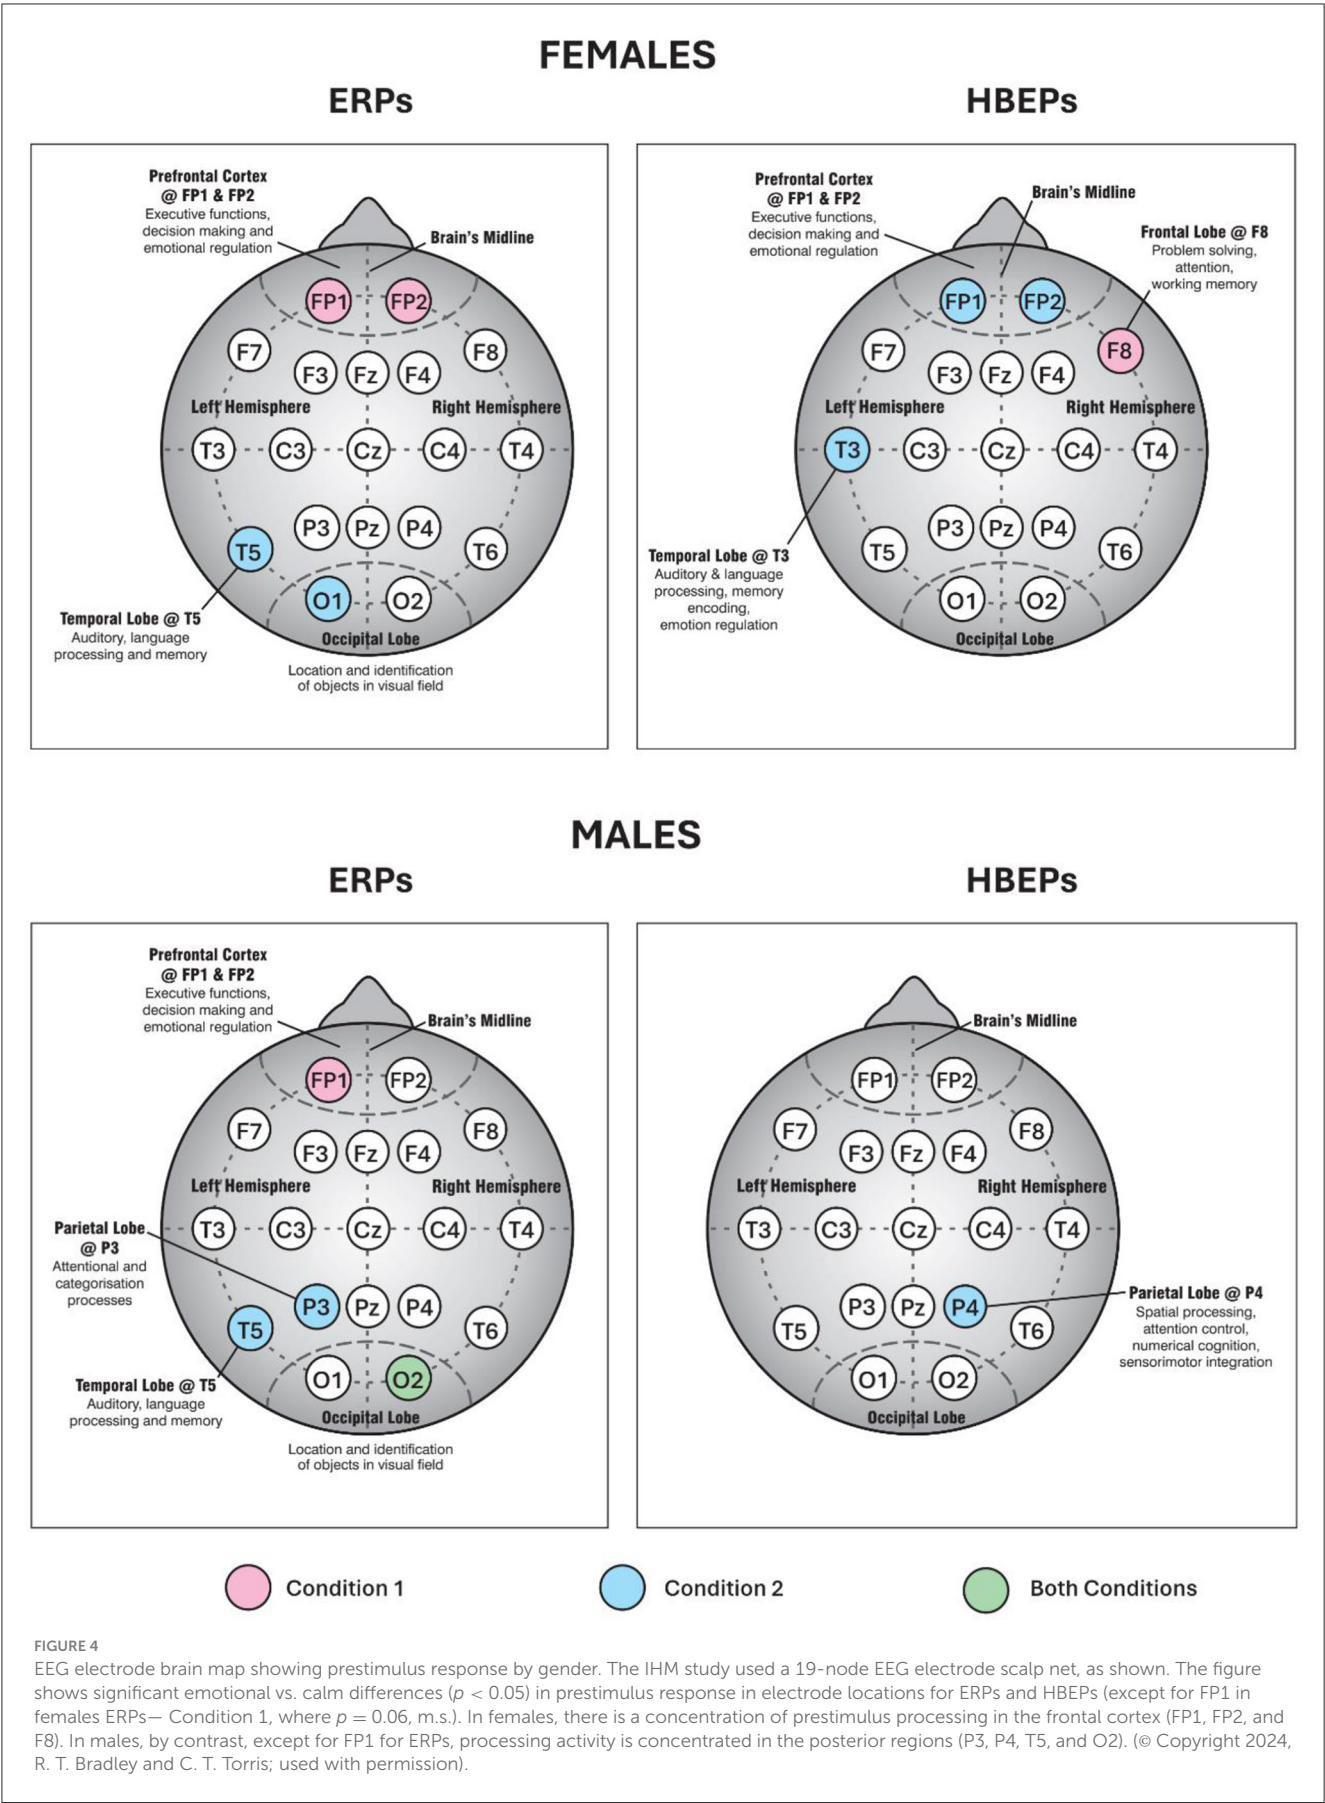 FEMALES
ERPs
HBEPs
Prefrontal Cortex
@ FP1 & FP2
Executive functions,
decision making and
emotional regulation
Brain's Midline
FP1 FP2
F7 F8
F3 Fz F4
Left Hemisphere Right Hemisphere
T3 C3 Cz C4 T4
P3 Pz P4
T5 T6
O1 O2
Temporal Lobe @ T5
Auditory, language
processing and memory
Occipital Lobe
Location and identification
of objects in visual field
Prefrontal Cortex
@ FP1 & FP2
Executive functions,
decision making and
emotional regulation
Brain's Midline
Frontal Lobe @ F8
Problem solving,
attention,
working memory
FP1 FP2
F7 F8
F3 Fz F4
Left Hemisphere Right Hemisphere
T3 C3 Cz C4 T4
P3 Pz P4
T5 T6
Temporal Lobe @ T3
Auditory & language
processing, memory
encoding,
emotion regulation
O1 O2
Occipital Lobe
MALES
ERPs
HBEPs
Prefrontal Cortex
@ FP1 & FP2
Executive functions,
decision making and
emotional regulation
Brain's Midline
FP1 FP2
F7 F8
F3 Fz F4
Left Hemisphere Right Hemisphere
T3 C3 Cz C4 T4
Parietal Lobe
@ P3
Attentional and
categorisation
processes
P3 Pz P4
T5 T6
O1 O2
Temporal Lobe @ T5
Auditory, language
processing and memory
Occipital Lobe
Location and identification
of objects in visual field
Brain's Midline
FP1 FP2
F7 F8
F3 Fz F4
Left Hemisphere Right Hemisphere
T3 C3 Cz C4 T4
P3 Pz P4
Parietal Lobe @ P4
Spatial processing,
attention control,
numerical cognition,
sensorimotor integration
T5 T6
O1 O2
Occipital Lobe
Condition 1
Condition 2
Both Conditions
FIGURE 4
EEG electrode brain map showing prestimulus response by gender. The IHM study used a 19-node EEG electrode scalp net, as shown. The figure
shows significant emotional vs. calm differences (p < 0.05) in prestimulus response in electrode locations for ERPs and HBEPs (except for FP1 in
females ERPs— Condition 1, where p = 0.06, m.s.). In females, there is a concentration of prestimulus processing in the frontal cortex (FP1, FP2, and
F8). In males, by contrast, except for FP1 for ERPs, processing activity is concentrated in the posterior regions (P3, P4, T5, and O2). (© Copyright 2024,
R. T. Bradley and C. T. Torris; used with permission).